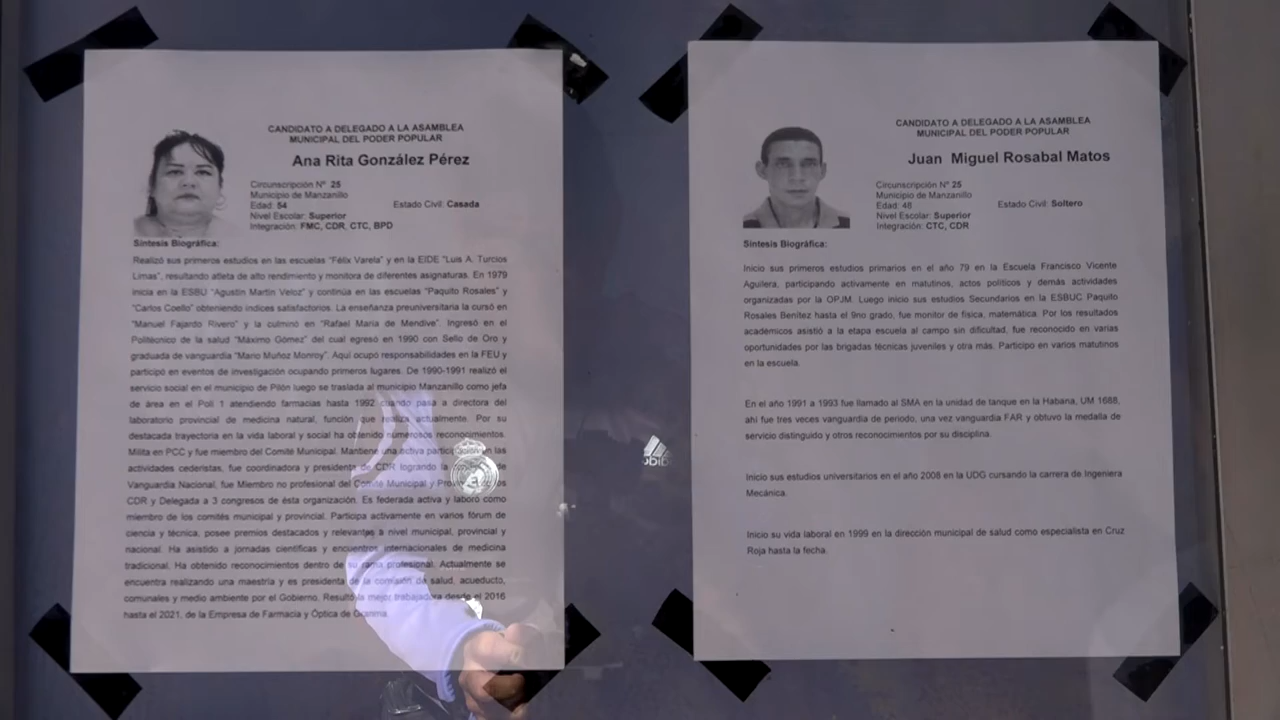 CANDIDATO A DELEGADO A LA ASAMBLEA
MUNICIPAL DEL PODER POPULAR
Ana Rita González Pérez
Circunscripción Nº 25
Municipio de Manzanillo
Edad: 54
Estado Civil: Casada
Nivel Escolar: Superior
Integración: FMC, CDR, CTC, BPD
Síntesis Biográfica:
Realizó sus primeros estudios en las escuelas "Félix Varela" y en la EIDE "Luis A. Turcios
Limas", resultando atleta de alto rendimiento y monitora de diferentes asignaturas. En 1979
inicia en la ESBU "Agustín Martín Veloz" y continúa en las escuelas "Paquito Rosales" y
"Carlos Coello" obteniendo índices satisfactorios. La enseñanza preuniversitaria la cursó en
"Manuel Fajardo Rivero" y la culminó en "Rafael María de Mendive". Ingresó en el
Politécnico de la salud "Máximo Gómez" del cual egresó en 1990 con Sello de Oro y
graduada de vanguardia "Mario Muñoz Monroy". Aquí ocupó responsabilidades en la FEU y
participó en eventos de investigación ocupando primeros lugares. De 1990-1991 realizó el
servicio social en el municipio de Pilón luego se traslada al municipio Manzanillo como jefa
de área en el Poli 1 atendiendo farmacias hasta 1992 cuando pasa a directora del
laboratorio provincial de medicina natural, función que realiza actualmente. Por su
destacada trayectoria en la vida laboral y social ha obtenido numerosos reconocimientos.
Milita en PCC y fue miembro del Comité Municipal. Mantiene activa participación en las
actividades cederistas, fue coordinadora y presidenta de CDR logrando la de
Vanguardia Nacional, fue Miembro no profesional del Comité Municipal y
CDR y Delegada a 3 congresos de ésta organización. Es federada activa y laboró como
miembro de los comités municipal y provincial. Participa activamente en varios fórum de
ciencia y técnica, posee premios destacados y relevantes a nivel municipal, provincial y
nacional. Ha asistido a jornadas científicas y encuentros internacionales de medicina
tradicional. Ha obtenido reconocimientos dentro de su rama profesional. Actualmente se
encuentra realizando una maestría y es presidenta de la comisión de salud, acueducto,
comunales y medio ambiente por el Gobierno. Resultó la mejor trabajadora desde el 2016
hasta el 2021, de la Empresa de Farmacia y Óptica de Granma.
CANDIDATO A DELEGADO A LA ASAMBLEA
MUNICIPAL DEL PODER POPULAR
Juan Miguel Rosabal Matos
Circunscripción Nº 25
Municipio de Manzanillo
Edad: 48
Estado Civil: Soltero
Nivel Escolar: Superior
Integración: CTC, CDR
Síntesis Biográfica:
Inicio sus primeros estudios primarios en el año 79 en la Escuela Francisco Vicente
Aguilera, participando activamente en matutinos, actos políticos y demás actividades
organizadas por la OPJM. Luego inicio sus estudios Secundarios en la ESBUC Paquito
Rosales Benítez hasta el 9no grado, fue monitor de física, matemática. Por los resultados
académicos asistió a la etapa escuela al campo sin dificultad, fue reconocido en varias
oportunidades por las brigadas técnicas juveniles y otra más. Participo en varios matutinos
en la escuela.
En el año 1991 a 1993 fue llamado al SMA en la unidad de tanque en la Habana, UM 1688,
ahí fue tres veces vanguardia de periodo, una vez vanguardia FAR y obtuvo la medalla de
servicio distinguido y otros reconocimientos por su disciplina.
Inicio sus estudios universitarios en el año 2008 en la UDG cursando la carrera de Ingeniera
Mecánica.
Inicio su vida laboral en 1999 en la dirección municipal de salud como especialista en Cruz
Roja hasta la fecha.
adidas